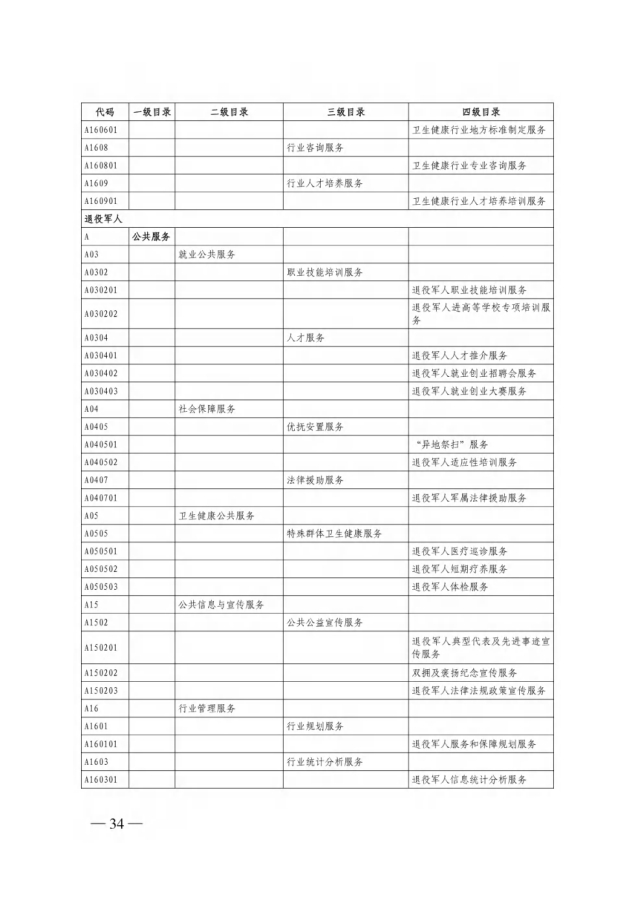 代码 一级目录 二级目录 三级目录 四级目录
A160601 卫生健康行业地方标准制定服务
A1608 行业咨询服务
A160801 卫生健康行业专业咨询服务
A1609 行业人才培养服务
A160901 卫生健康行业人才培养培训服务
退役军人
A 公共服务
A03 就业公共服务
A0302 职业技能培训服务
A030201 退役军人职业技能培训服务
A030202 退役军人进高等学校专项培训服
务
A0304 人才服务
A030401 退役军人人才推介服务
A030402 退役军人就业创业招聘会服务
A030403 退役军人就业创业大赛服务
A04 社会保障服务
A0405 优抚安置服务
A040501 “异地祭扫”服务
A040502 退役军人适应性培训服务
A0407 法律援助服务
A040701 退役军人军属法律援助服务
A05 卫生健康公共服务
A0505 特殊群体卫生健康服务
A050501 退役军人医疗巡诊服务
A050502 退役军人短期疗养服务
A050503 退役军人体检服务
A15 公共信息与宣传服务
A1502 公共公益宣传服务
A150201 退役军人典型代表及先进事迹宣
传服务
A150202 双拥及褒扬纪念宣传服务
A150203 退役军人法律法规政策宣传服务
A16 行业管理服务
A1601 行业规划服务
A160101 退役军人服务和保障规划服务
A1603 行业统计分析服务
A160301 退役军人信息统计分析服务
— 34 —